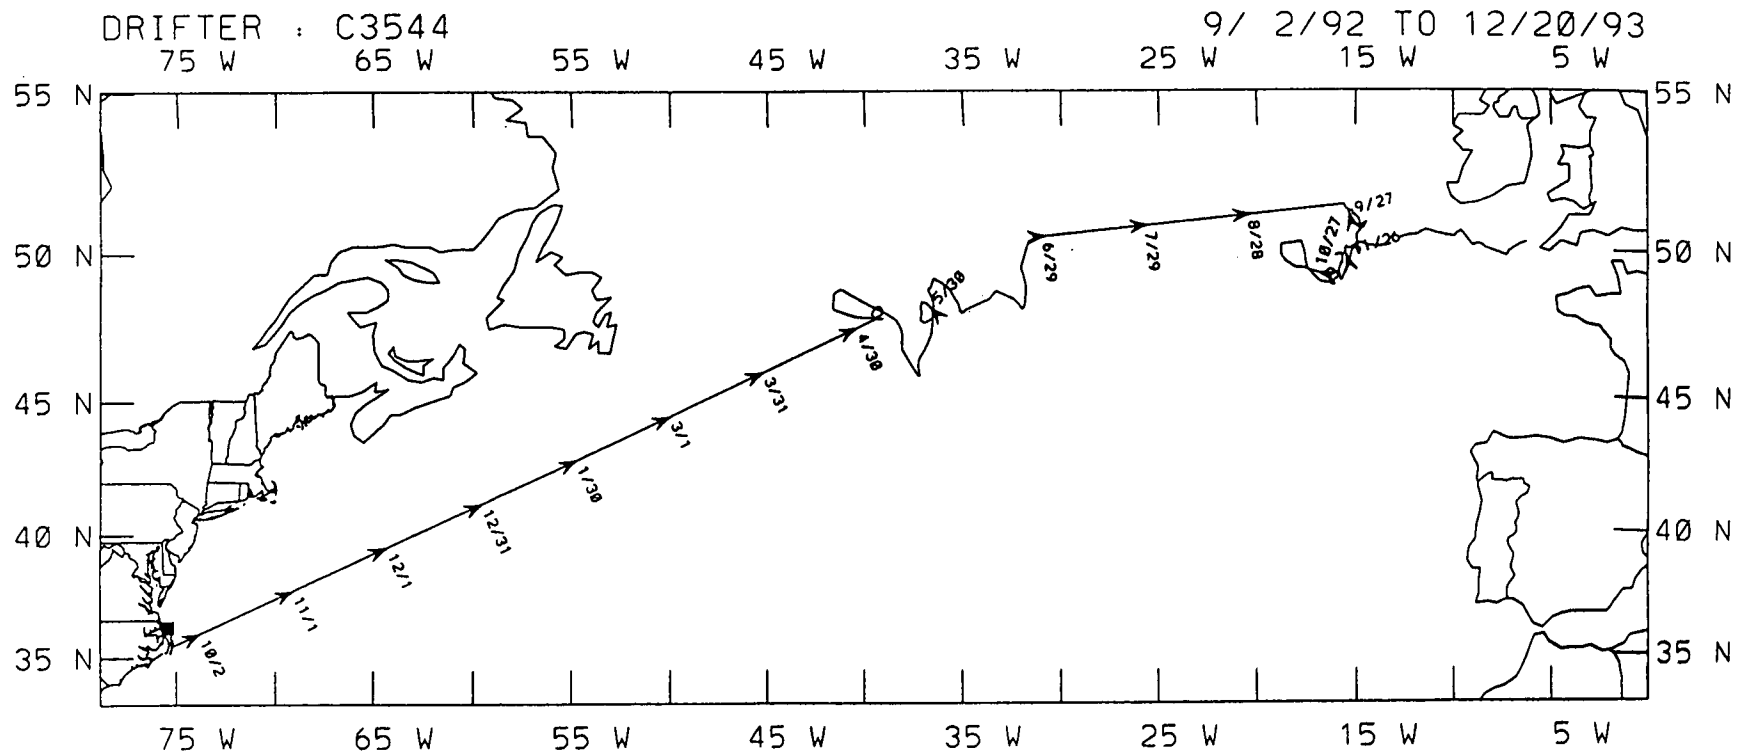 DRIFTER : C3544
9/ 2/92 TO 12/20/93
75 W 65 W 55 W 45 W 35 W 25 W 15 W 5 W
55 N 55 N
9/27
10/27
11/26
50 N 50 N
6/29 7/29 8/28
5/30
4/30
3/31
45 N 45 N
3/1
1/30
12/31
40 N 40 N
12/1
11/1
10/2
35 N 35 N
75 W 65 W 55 W 45 W 35 W 25 W 15 W 5 W